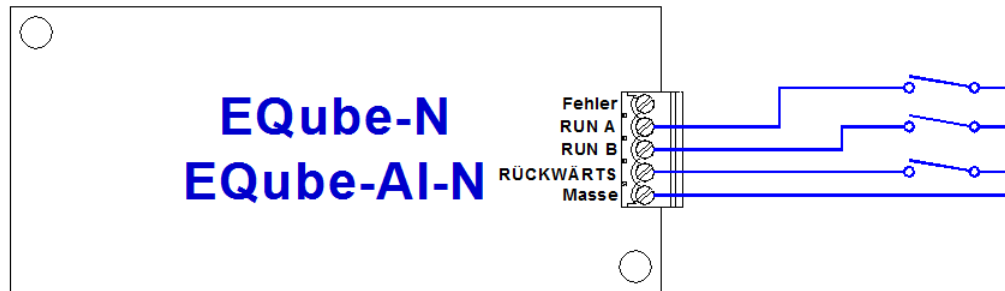 EQube-N
EQube-AI-N
Fehler
RUN A
RUN B
RÜCKWÄRTS
Masse